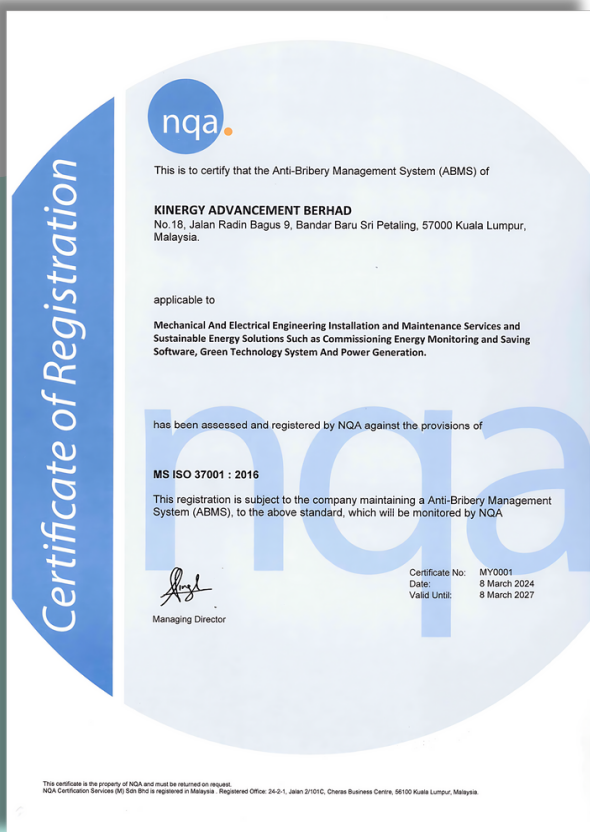 Certificate of Registration
nqa.
This is to certify that the Anti-Bribery Management System (ABMS) of
KINERGY ADVANCEMENT BERHAD
No.18, Jalan Radin Bagus 9, Bandar Baru Sri Petaling, 57000 Kuala Lumpur,
Malaysia.
applicable to
Mechanical And Electrical Engineering Installation and Maintenance Services and
Sustainable Energy Solutions Such as Commissioning Energy Monitoring and Saving
Software, Green Technology System And Power Generation.
nqa
has been assessed and registered by NQA against the provisions of
MS ISO 37001 : 2016
This registration is subject to the company maintaining a Anti-Bribery Management
System (ABMS), to the above standard, which will be monitored by NQA
Certificate No: MY0001
Date: 8 March 2024
Valid Until: 8 March 2027
Managing Director
This certificate is the property of NQA and must be returned on request.
NQA Certification Services (M) Sdn Bhd is registered in Malaysia . Registered Office: 24-2-1, Jalan 2/101C, Cheras Business Centre, 56100 Kuala Lumpur, Malaysia.